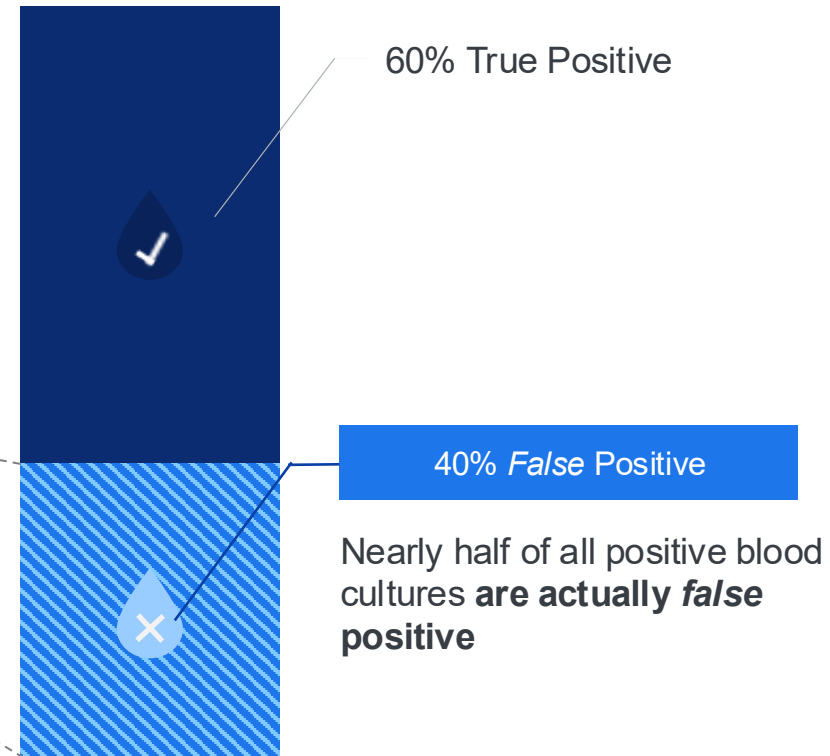 60% True Positive
40% False Positive
Nearly half of all positive blood
cultures are actually false
positive